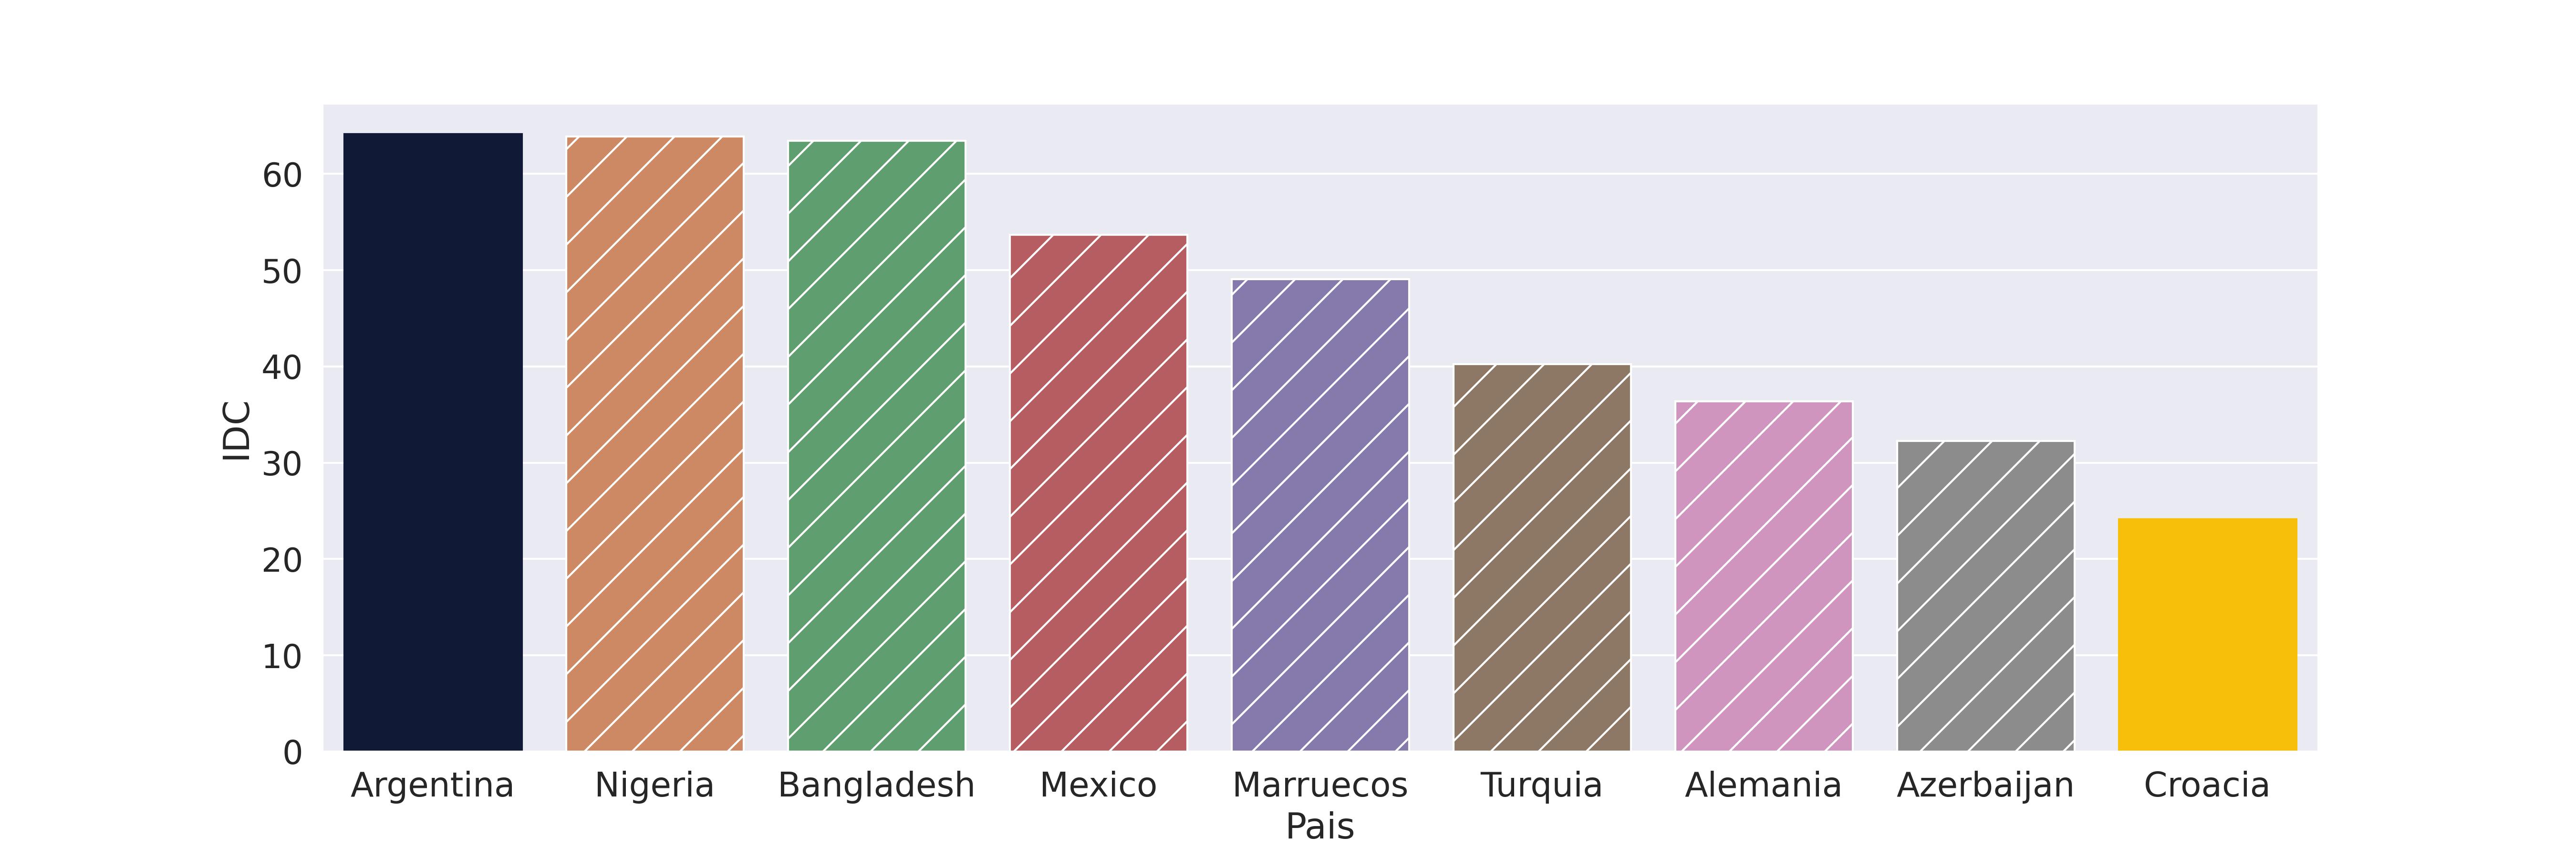 60
50
40
30
20
10
0
IDC
Argentina Nigeria Bangladesh Mexico Marruecos Turquia Alemania Azerbaijan Croacia
Pais